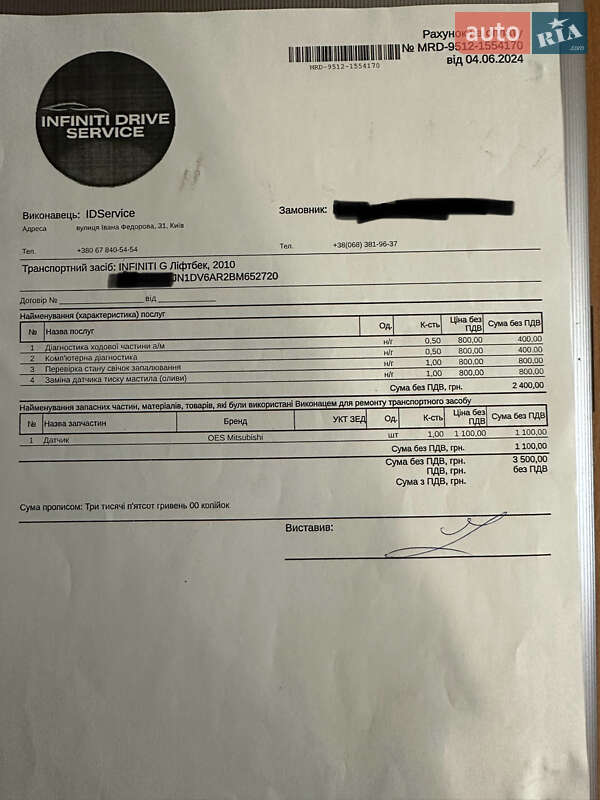 Рахунок
auto RIA .com
№ MRD-9512-1554170
від 04.06.2024
MRD-9512-1554170
INFINITI DRIVE
SERVICE
Виконавець: IDService
Замовник:
Адреса вулиця Івана Федорова, 31, Київ
Тел. +380 67 840-54-54 Тел. +38(068) 381-96-37
Транспортний засіб: INFINITI G Ліфтбек, 2010
JN1DV6AR2BM652720
Договір № від
Найменування (характеристика) послуг
№ Назва послуг Од. К-сть Ціна без ПДВ Сума без ПДВ
1 Діагностика ходової частини а/м н/г 0,50 800,00 400,00
2 Комп'ютерна діагностика н/г 0,50 800,00 400,00
3 Перевірка стану свічок запалювання н/г 1,00 800,00 800,00
4 Заміна датчика тиску мастила (оливи) н/г 1,00 800,00 800,00
Сума без ПДВ, грн. 2 400,00
Найменування запасних частин, матеріалів, товарів, які були використані Виконацем для ремонту транспортного засобу
№ Назва запчастин Бренд УКТ ЗЕД Од. К-сть Ціна без ПДВ Сума без ПДВ
1 Датчик OES Mitsubishi шт 1,00 1 100,00 1 100,00
Сума без ПДВ, грн. 1 100,00
Сума без ПДВ, грн. 3 500,00
ПДВ, грн. без ПДВ
Сума з ПДВ, грн.
Сума прописом: Три тисячі п'ятсот гривень 00 копійок
Виставив: